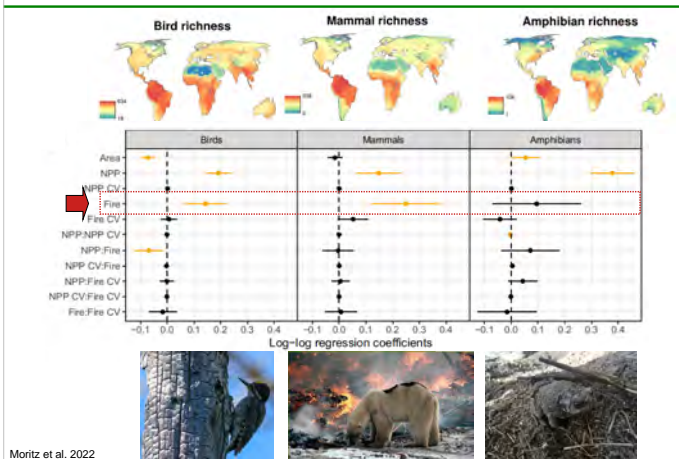 Bird richness
Mammal richness
Amphibian richness
Birds
Mammals
Amphibians
Area
NPP
NPP CV
Fire
Fire CV
NPP:NPP CV
NPP:Fire
NPP CV:Fire
NPP:Fire CV
NPP CV:Fire CV
Fire:Fire CV
−0.1 0.0 0.1 0.2 0.3 0.4 −0.1 0.0 0.1 0.2 0.3 0.4 −0.1 0.0 0.1 0.2 0.3 0.4
Log−log regression coefficients
Moritz et al. 2022